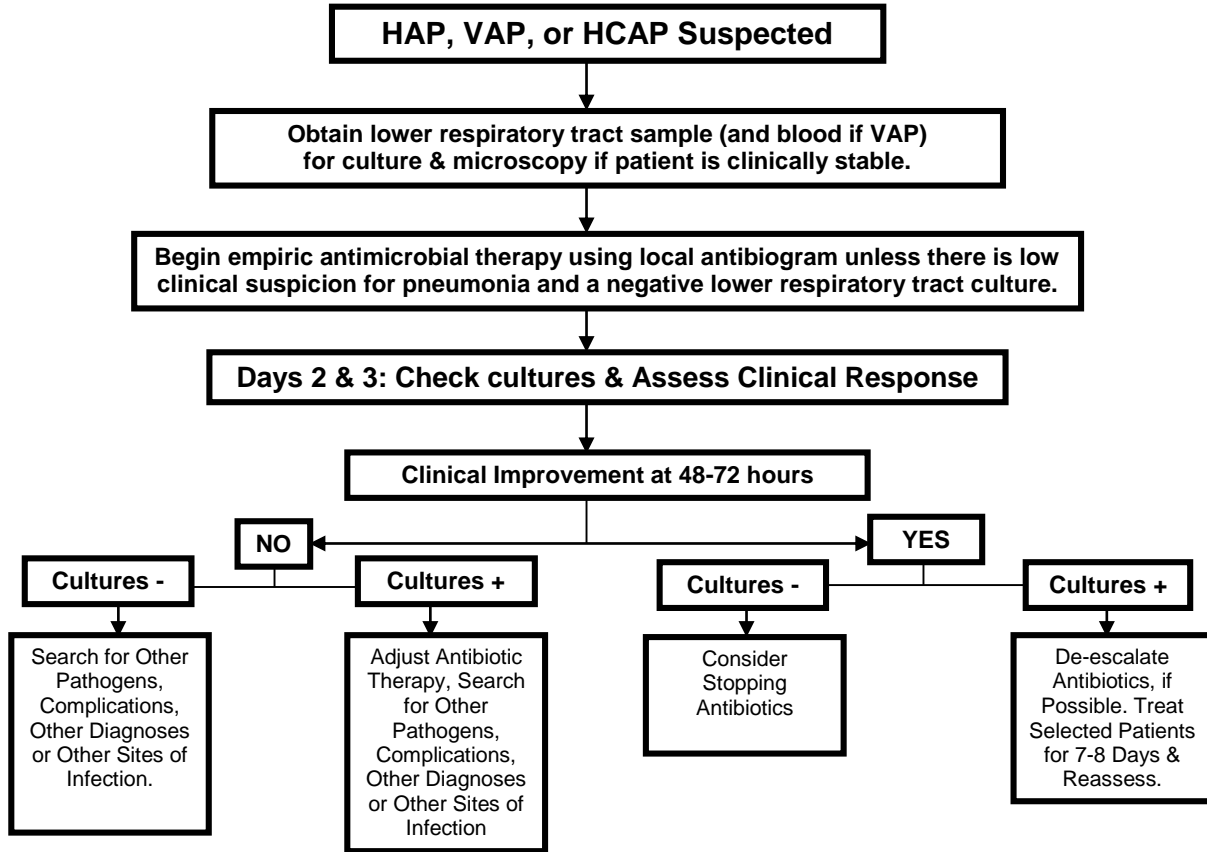 HAP, VAP, or HCAP Suspected
Obtain lower respiratory tract sample (and blood if VAP)
for culture & microscopy if patient is clinically stable.
Begin empiric antimicrobial therapy using local antibiogram unless there is low
clinical suspicion for pneumonia and a negative lower respiratory tract culture.
Days 2 & 3: Check cultures & Assess Clinical Response
Clinical Improvement at 48-72 hours
NO
YES
Cultures -
Cultures +
Cultures -
Cultures +
Search for Other
Pathogens,
Complications,
Other Diagnoses
or Other Sites of
Infection.
Adjust Antibiotic
Therapy, Search
for Other
Pathogens,
Complications,
Other Diagnoses
or Other Sites of
Infection
Consider
Stopping
Antibiotics
De-escalate
Antibiotics, if
Possible. Treat
Selected Patients
for 7-8 Days &
Reassess.